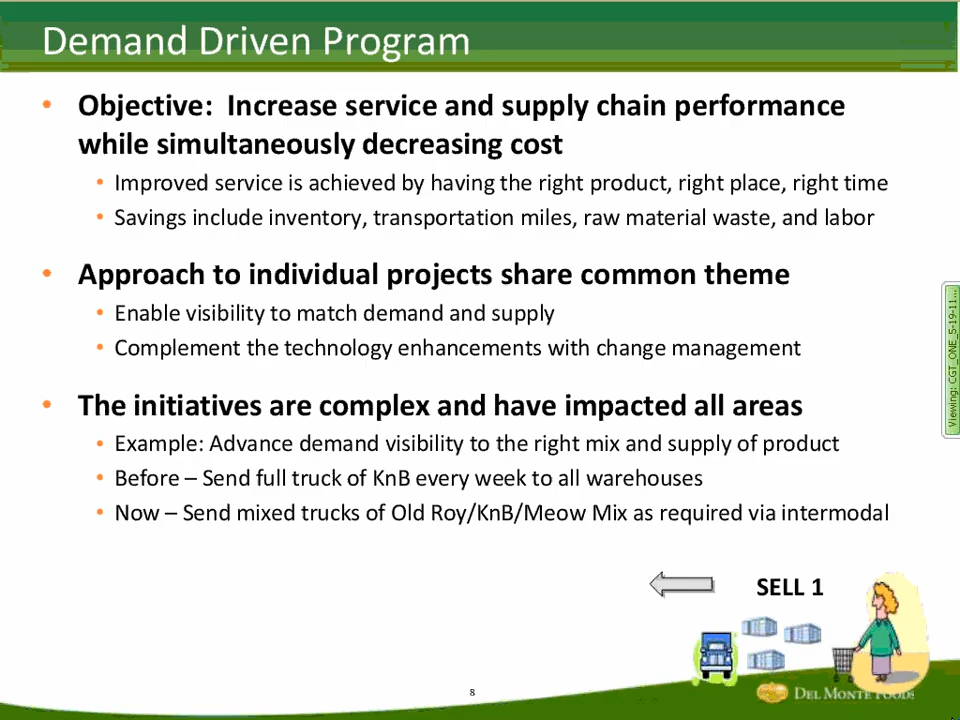 Demand Driven Program
• Objective: Increase service and supply chain performance
while simultaneously decreasing cost
• Improved service is achieved by having the right product, right place, right time
• Savings include inventory, transportation miles, raw material waste, and labor
• Approach to individual projects share common theme
• Enable visibility to match demand and supply
• Complement the technology enhancements with change management
• The initiatives are complex and have impacted all areas
• Example: Advance demand visibility to the right mix and supply of product
• Before – Send full truck of KnB every week to all warehouses
• Now – Send mixed trucks of Old Roy/KnB/Meow Mix as required via intermodal
Viewing: CGT_ONE_5-19-11...
SELL 1
8
DEL MONTE FOODS